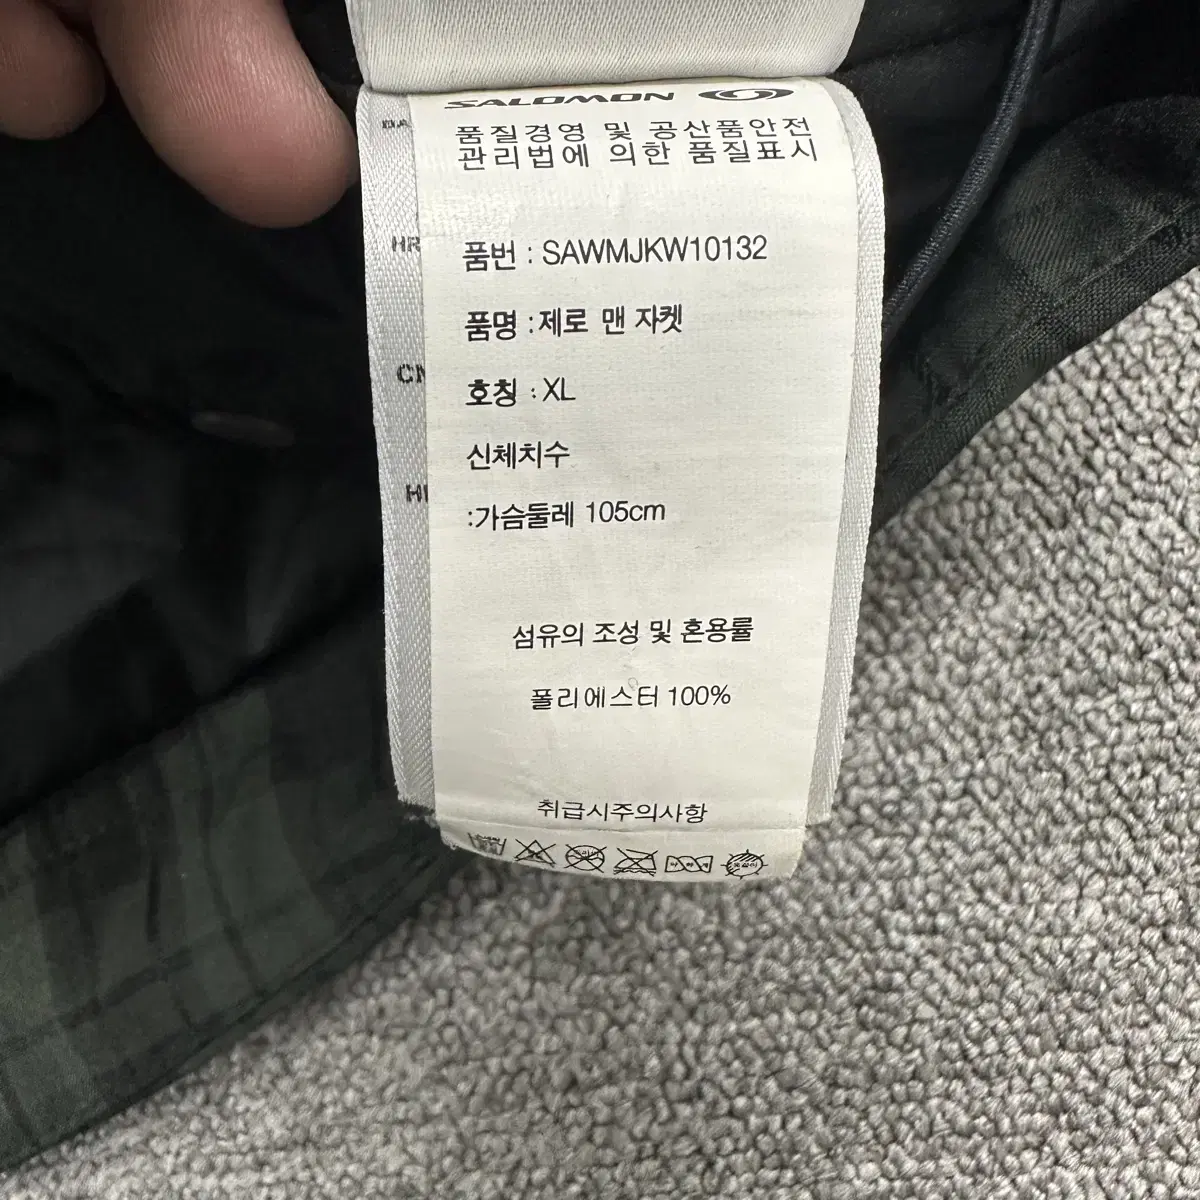 SALOMON
품질경영 및 공산품안전
관리법에 의한 품질표시
HR
품번 : SAWMJKW10132
품명 : 제로 맨 자켓
호칭 : XL
신체치수
:가슴둘레 105cm
섬유의 조성 및 혼용률
폴리에스터 100%
취급시주의사항